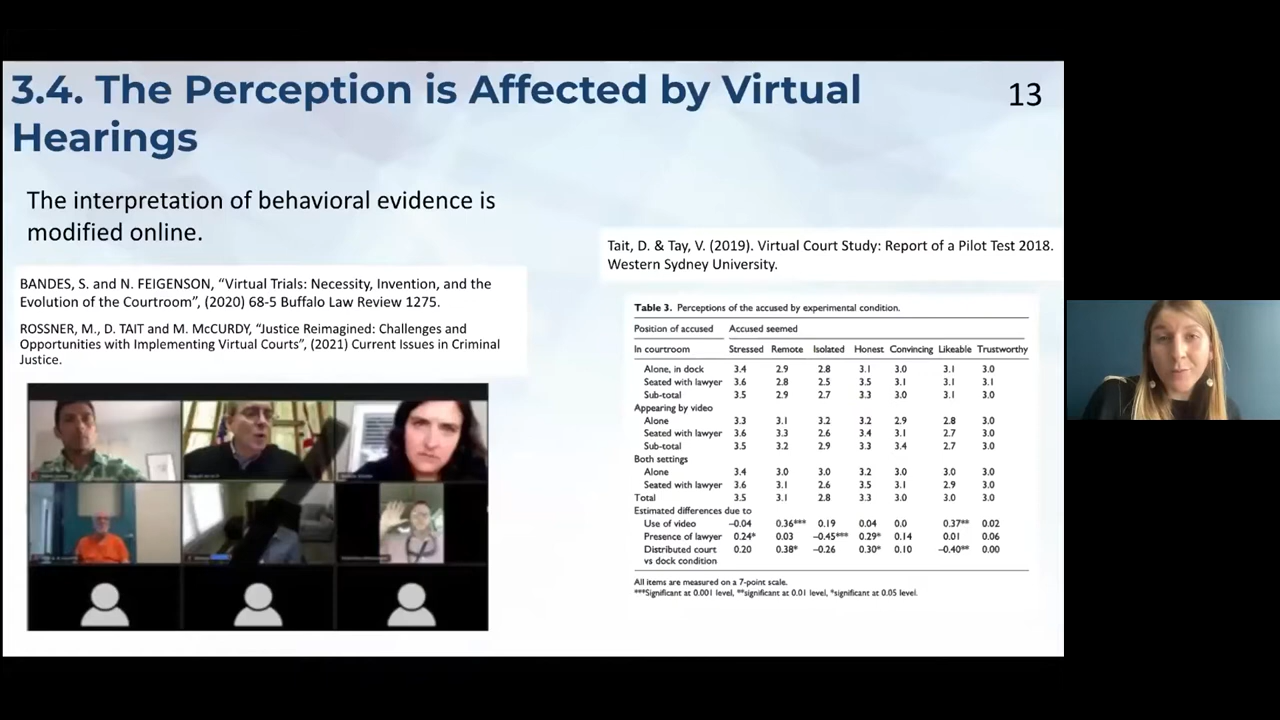 3.4. The Perception is Affected by Virtual
Hearings
13
The interpretation of behavioral evidence is
modified online.
BANDES, S. and N. FEIGENSON, “Virtual Trials: Necessity, Invention, and the
Evolution of the Courtroom”, (2020) 68-5 Buffalo Law Review 1275.
ROSSNER, M., D. TAIT and M. McCURDY, “Justice Reimagined: Challenges and
Opportunities with Implementing Virtual Courts”, (2021) Current Issues in Criminal
Justice.
Tait, D. & Tay, V. (2019). Virtual Court Study: Report of a Pilot Test 2018.
Western Sydney University.
Table 3. Perceptions of the accused by experimental condition.
Position of accused Accused seemed
In courtroom Stressed Remote Isolated Honest Convincing Likeable Trustworthy
Alone, in dock 3.4 2.9 2.8 3.1 3.0 3.1 3.0
Seated with lawyer 3.6 2.8 2.5 3.5 3.1 3.1 3.1
Sub-total 3.5 2.9 2.7 3.3 3.0 3.1 3.0
Appearing by video
Alone 3.3 3.1 3.2 3.2 2.9 2.8 3.0
Seated with lawyer 3.6 3.3 2.6 3.4 3.1 2.7 3.0
Sub-total 3.5 3.2 2.9 3.3 3.4 2.7 3.0
Both settings
Alone 3.4 3.0 3.0 3.2 3.0 3.0 3.0
Seated with lawyer 3.6 3.1 2.6 3.5 3.1 2.9 3.0
Total 3.5 3.1 2.8 3.3 3.0 3.0 3.0
Estimated differences due to
Use of video –0.04 0.36*** 0.19 0.04 0.0 0.37** 0.02
Presence of lawyer 0.24* 0.03 –0.45*** 0.29* 0.14 0.01 0.06
Distributed court 0.20 0.38* –0.26 0.30* 0.10 –0.40** 0.00
vs dock condition
All items are measured on a 7-point scale.
***Significant at 0.001 level, **significant at 0.01 level, *significant at 0.05 level.